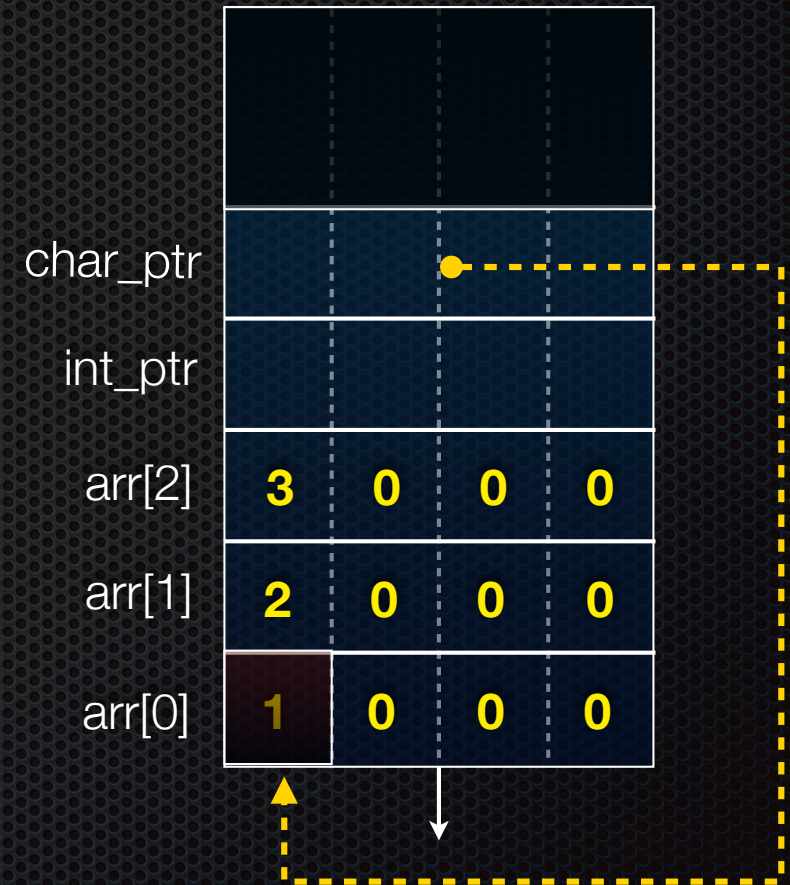 char_ptr
int_ptr
arr[2] 3 0 0 0
arr[1] 2 0 0 0
arr[0] 1 0 0 0